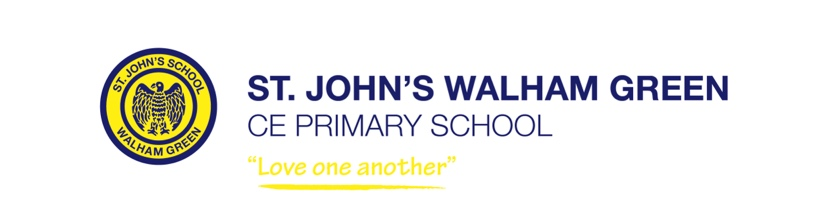 ST. JOHN'S SCHOOL
WALHAM GREEN
ST. JOHN’S WALHAM GREEN
CE PRIMARY SCHOOL
“Love one another”